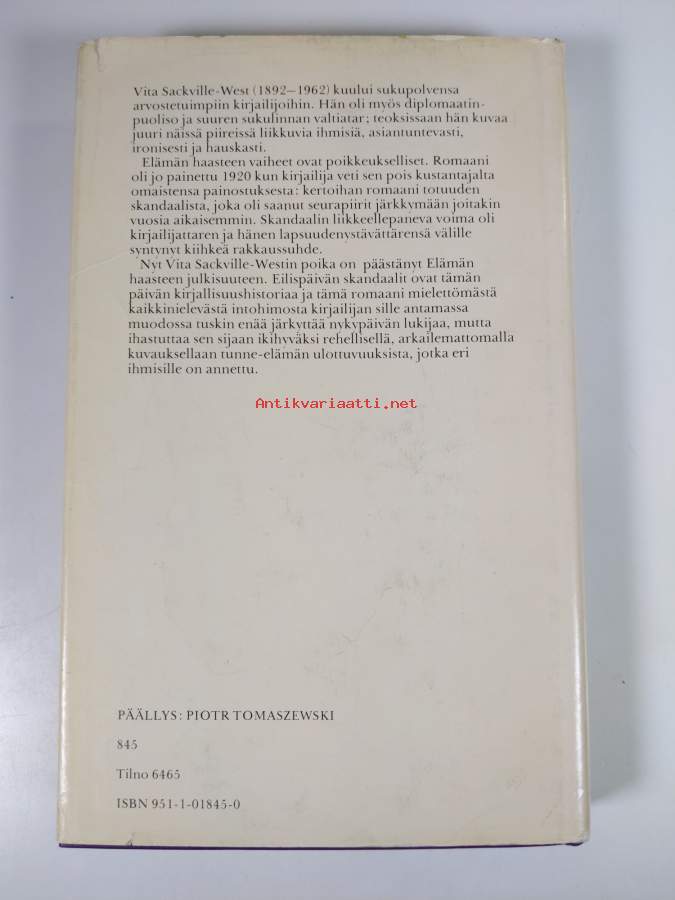 Vita Sackville-West (1892–1962) kuului sukupolvensa
arvostetuimpiin kirjailijoihin. Hän oli myös diplomaatin-
puoliso ja suuren sukulinnan valtiatar; teoksissaan hän kuvaa
juuri näissä piireissä liikkuvia ihmisiä, asiantuntevasti,
ironisesti ja hauskasti.
Elämän haasteen vaiheet ovat poikkeukselliset. Romaani
oli jo painettu 1920 kun kirjailija veti sen pois kustantajalta
omaistensa painostuksesta: kertoihan romaani totuuden
skandaalista, joka oli saanut seurapiirit järkkymään joitakin
vuosia aikaisemmin. Skandaalin liikkeellepaneva voima oli
kirjailijattaren ja hänen lapsuudenystävättärensä välille
syntynyt kiihkeä rakkaussuhde.
Nyt Vita Sackville-Westin poika on päästänyt Elämän
haasteen julkisuuteen. Eilispäivän skandaalit ovat tämän
päivän kirjallisuushistoriaa ja tämä romaani mielettömästä
kaikkinielevästä intohimosta kirjailijan sille antamassa
muodossa tuskin enää järkyttää nykypäivän lukijaa, mutta
ihastuttaa sen sijaan ikihyväksi rehellisellä, arkailemattomalla
kuvauksellaan tunne-elämän ulottuvuuksista, jotka eri
ihmisille on annettu.
Antikvariaatti.net
PÄÄLLYS: PIOTR TOMASZEWSKI
845
Tilno 6465
ISBN 951-1-01845-0